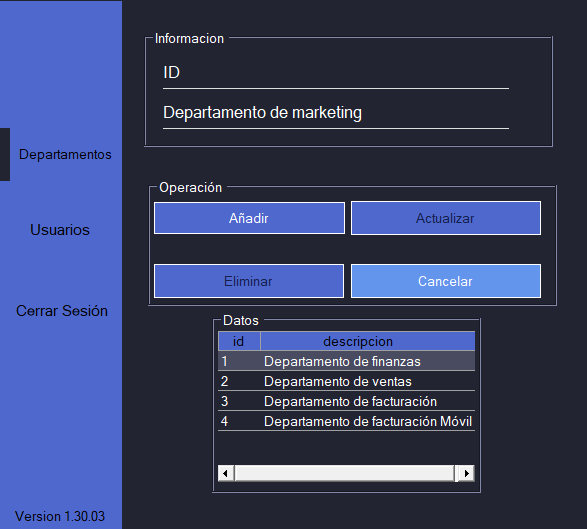 Departamentos
Usuarios
Cerrar Sesión
Version 1.30.03
Informacion
ID
Departamento de marketing
Operación
Añadir
Actualizar
Eliminar
Cancelar
Datos
id descripcion
1 Departamento de finanzas
2 Departamento de ventas
3 Departamento de facturación
4 Departamento de facturación Móvil